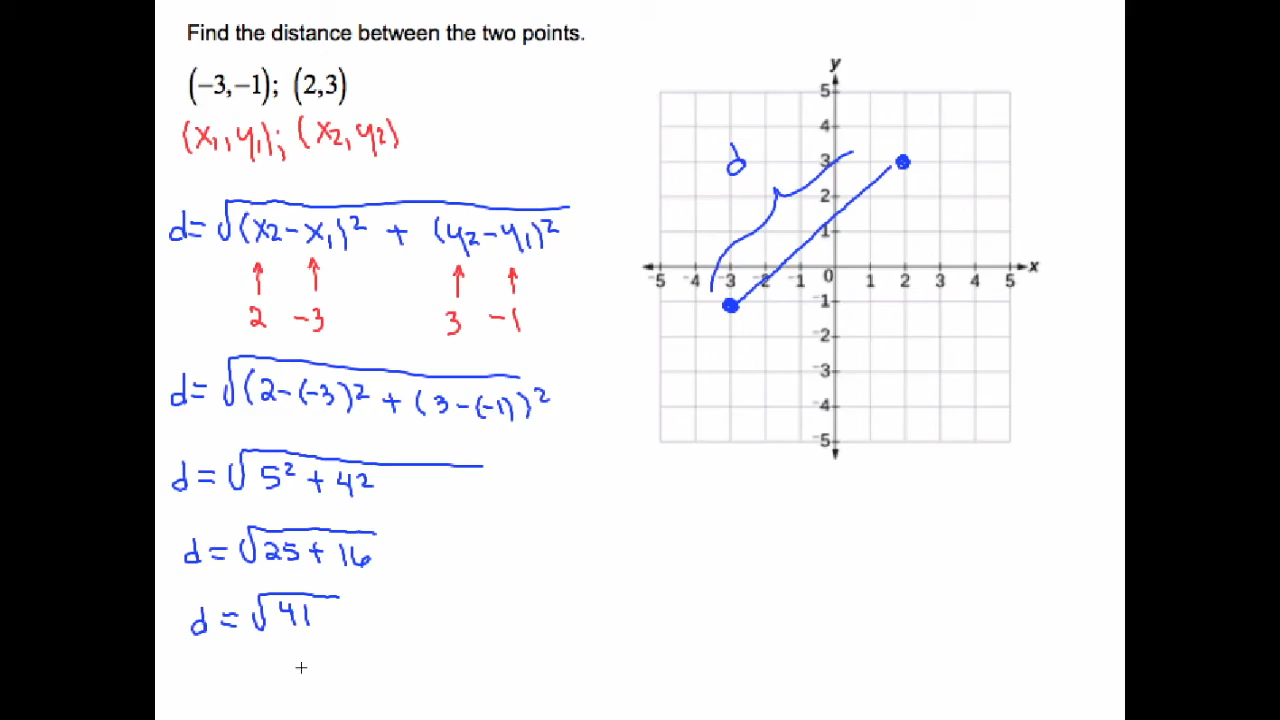 Find the distance between the two points.
(−3,−1); (2,3)
(x₁, y₁); (x₂, y₂)
d = √(x₂ − x₁)² + (y₂ − y₁)²
2 −3 3 −1
d = √(2 − (−3)² + (3 − (−1))²
d = √5² + 4²
d = √25 + 16
d = √41
y
5
4
d
3
2
1
-5 -4 -3 -2 -1 0 1 2 3 4 5 x
-1
-2
-3
-4
-5